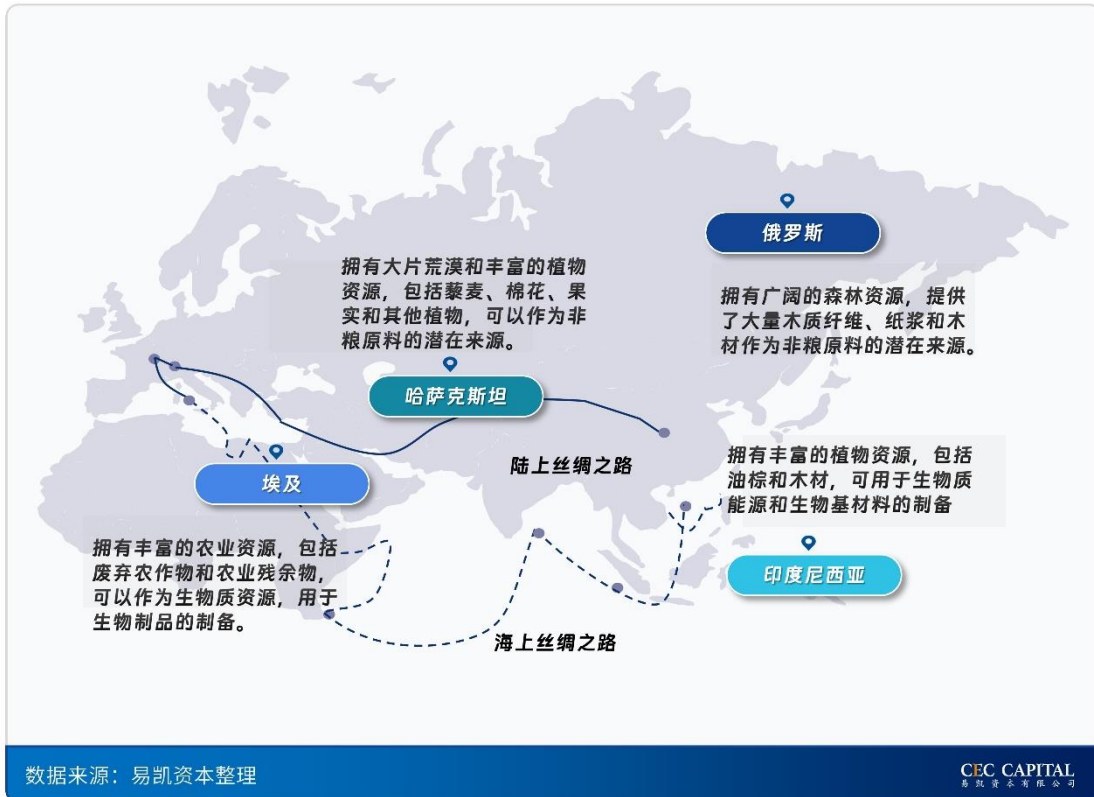 俄罗斯
拥有广阔的森林资源，提供
了大量木质纤维、纸浆和木
材作为非粮原料的潜在来源。
拥有大片荒漠和丰富的植物
资源，包括藜麦、棉花、果
实和其他植物，可以作为非
粮原料的潜在来源。
哈萨克斯坦
陆上丝绸之路
埃及
拥有丰富的农业资源，包括
废弃农作物和农业残余物，
可以作为生物质资源，用于
生物制品的制备。
拥有丰富的植物资源，包括
油棕和木材，可用于生物质
能源和生物基材料的制备
印度尼西亚
海上丝绸之路
数据来源：易凯资本整理
CEC CAPITAL
易凯资本有限公司